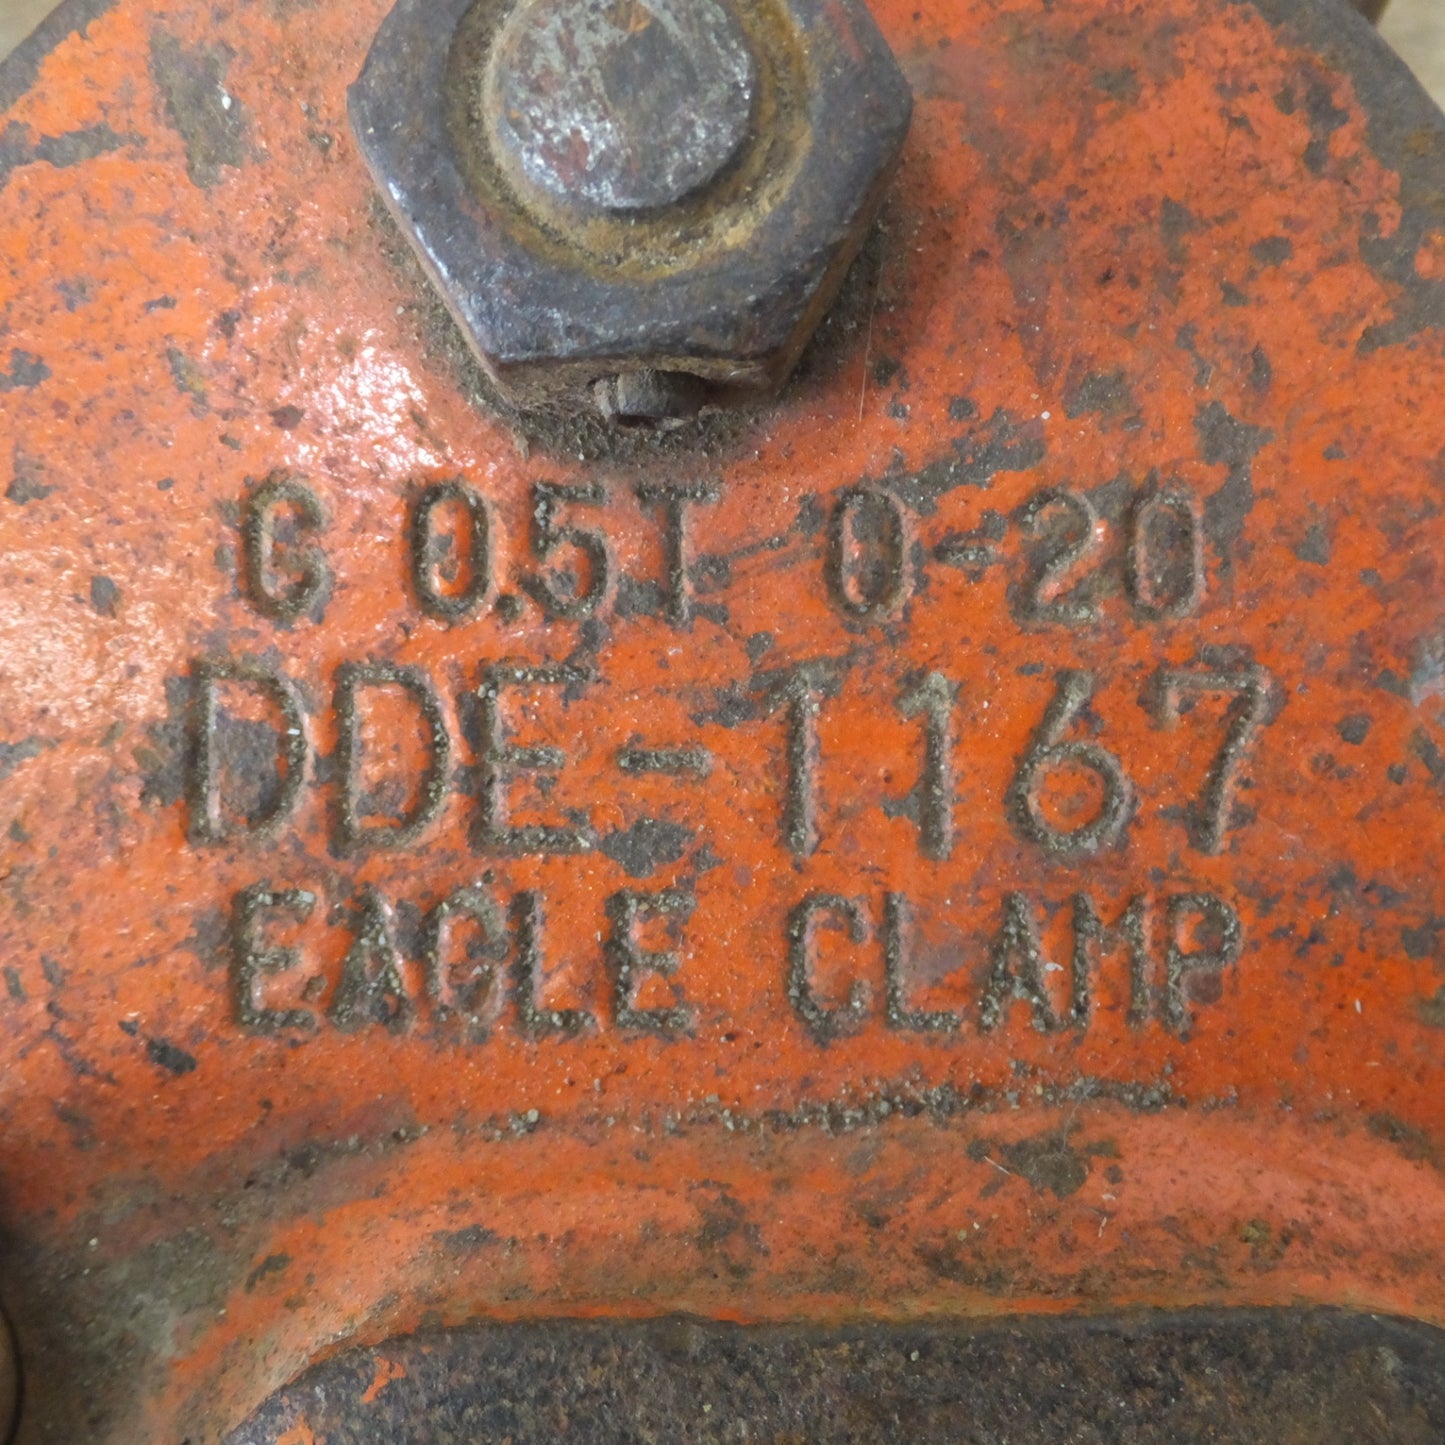 G 0.5T 0-20
DDE-1167
EAGLE CLAMP